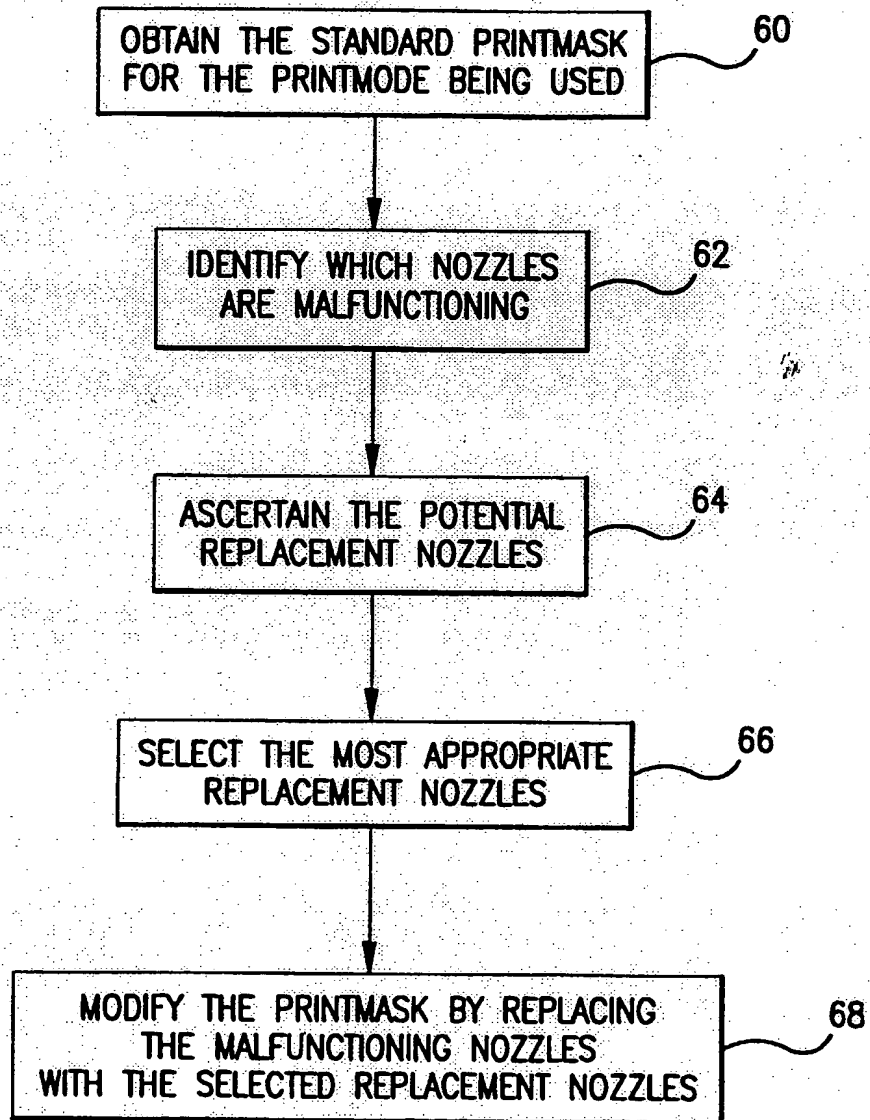 OBTAIN THE STANDARD PRINTMASK
FOR THE PRINTMODE BEING USED
60
IDENTIFY WHICH NOZZLES
ARE MALFUNCTIONING
62
ASCERTAIN THE POTENTIAL
REPLACEMENT NOZZLES
64
SELECT THE MOST APPROPRIATE
REPLACEMENT NOZZLES
66
MODIFY THE PRINTMASK BY REPLACING
THE MALFUNCTIONING NOZZLES
WITH THE SELECTED REPLACEMENT NOZZLES
68